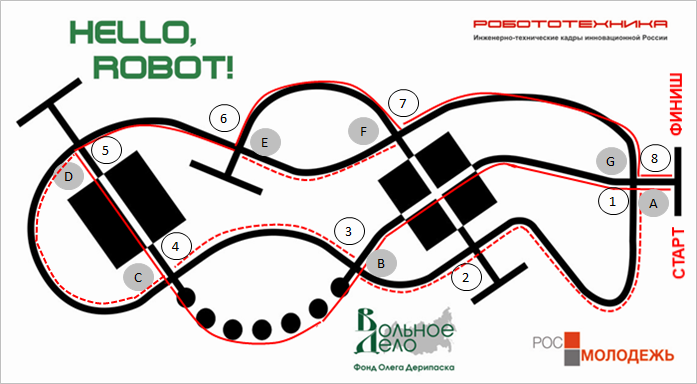 HELLO,
ROBOT!
РОБОТОТЕХНИКА
Инженерно-технические кадры инновационной России
ФИНИШ
7
6
F
E
5
G
8
D
1
A
3
4
B
2
C
СТАРТ
Вольное
Дело
Фонд Олега Дерипаска
РОС
МОЛОДЕЖЬ